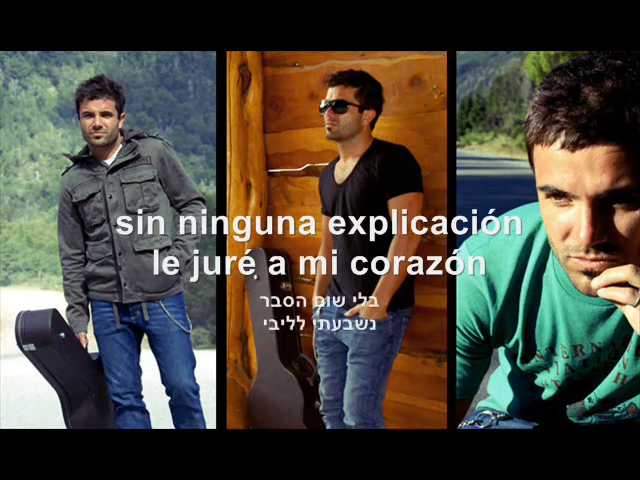 sin ninguna explicación
le juré a mi corazón
בלי שום הסבר
נשבעתי לליבי